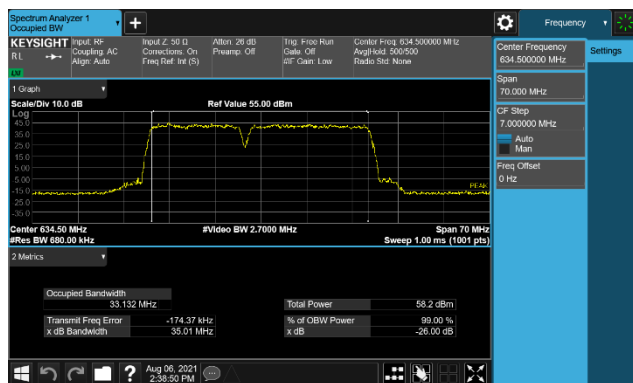 Spectrum Analyzer 1
Occupied BW
Frequency
KEYSIGHT
Input: RF
Input Z: 50 Ω
Atten: 26 dB
Trig: Free Run
Center Freq: 634.500000 MHz
RL
Coupling: AC
Corrections: On
Preamp: Off
Gate: Off
Avg|Hold: 500/500
Align: Auto
Freq Ref: Int (S)
#IF Gain: Low
Radio Std: None
Center Frequency
634.500000 MHz
Settings
Span
70.000 MHz
CF Step
7.000000 MHz
Auto
Man
Freq Offset
0 Hz
1 Graph
Scale/Div 10.0 dB
Ref Value 55.00 dBm
Log
45.0
35.0
25.0
15.0
5.00
-5.00
-15.0
-25.0
-35.0
PEAK
Center 634.50 MHz
#Video BW 2.7000 MHz
Span 70 MHz
#Res BW 680.00 kHz
Sweep 1.00 ms (1001 pts)
2 Metrics
Occupied Bandwidth
33.132 MHz
Total Power
58.2 dBm
Transmit Freq Error
-174.37 kHz
% of OBW Power
99.00 %
x dB Bandwidth
35.01 MHz
x dB
-26.00 dB
?
Aug 06, 2021
2:38:50 PM